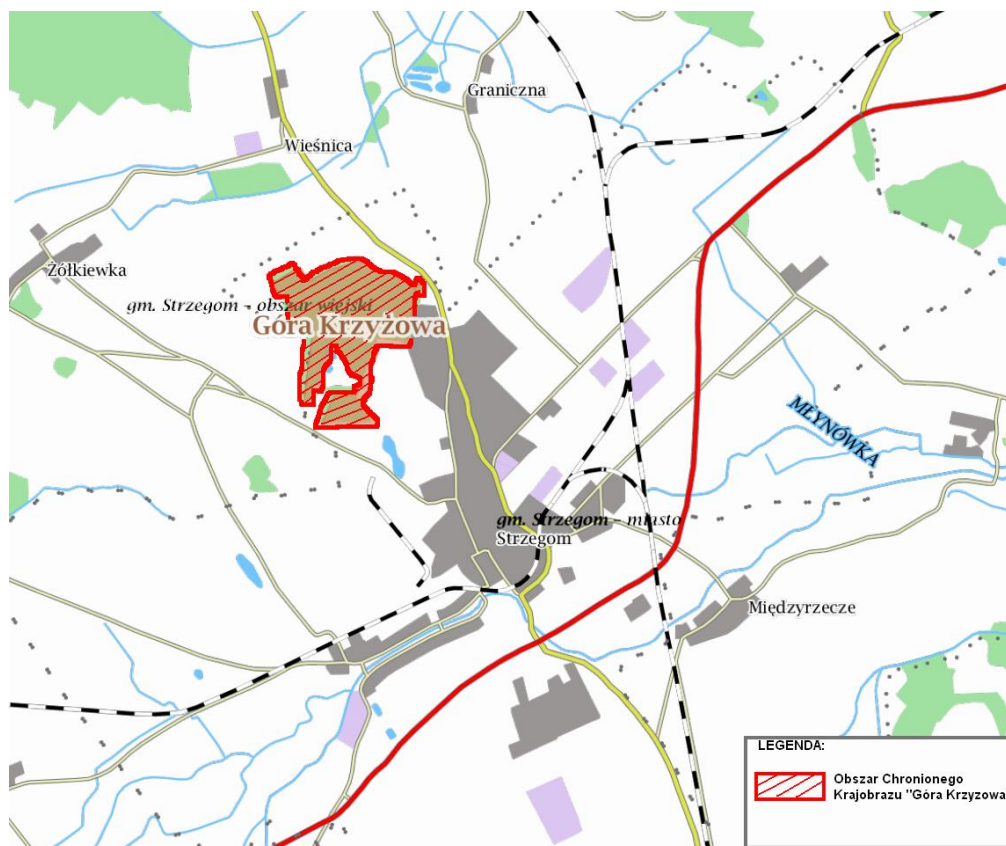 Graniczna
Wieśnica
Żółkiewka
gm. Strzegom - obszar wiejski
Góra Krzyżowa
MŁYNÓWKA
gm. Strzegom - miasto
Strzegom
Międzyrzecze
LEGENDA:
Obszar Chronionego
Krajobrazu "Góra Krzyzowa